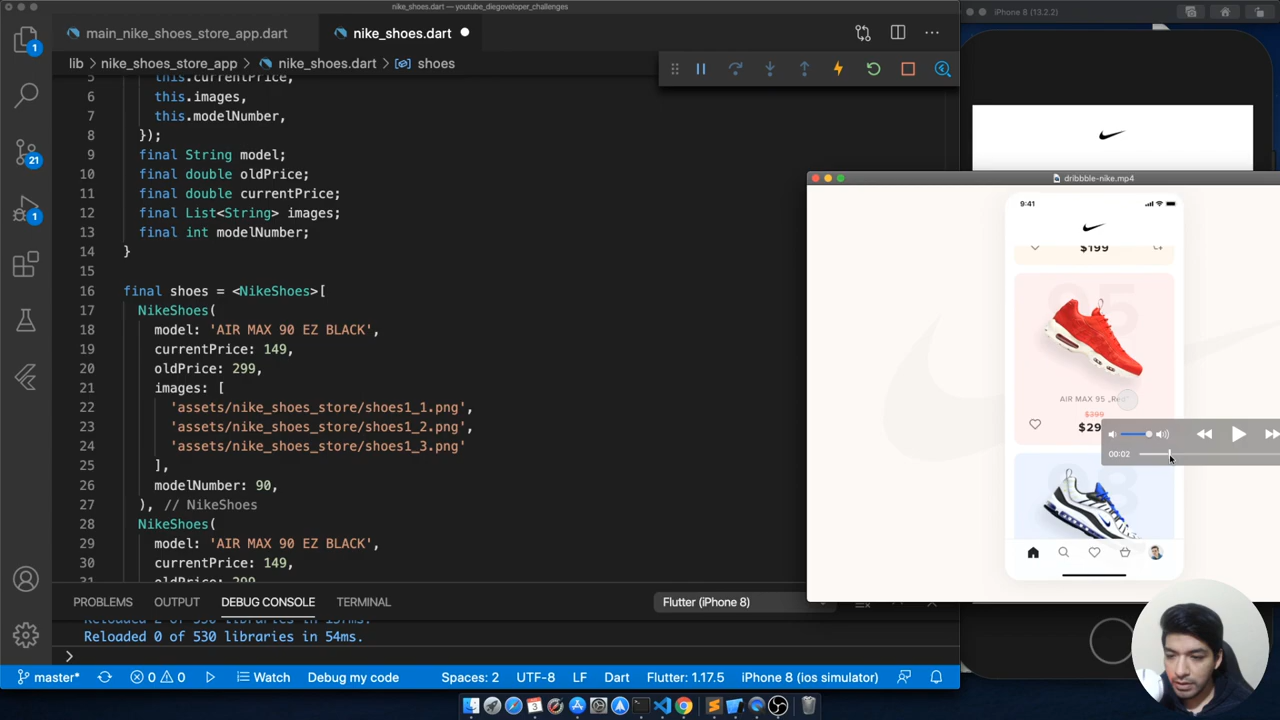 nike_shoes.dart — youtube_diegoveloper_challenges
iPhone 8 (13.2.2)
main_nike_shoes_store_app.dart
nike_shoes.dart
lib > nike_shoes_store_app > nike_shoes.dart > shoes
5 this.currentPrice,
6 this.images,
7 this.modelNumber,
8 });
9 final String model;
10 final double oldPrice;
11 final double currentPrice;
12 final List<String> images;
13 final int modelNumber;
14 }
15
16 final shoes = <NikeShoes>[
17 NikeShoes(
18 model: 'AIR MAX 90 EZ BLACK',
19 currentPrice: 149,
20 oldPrice: 299,
21 images: [
22 'assets/nike_shoes_store/shoes1_1.png',
23 'assets/nike_shoes_store/shoes1_2.png',
24 'assets/nike_shoes_store/shoes1_3.png'
25 ],
26 modelNumber: 90,
27 ), // NikeShoes
28 NikeShoes(
29 model: 'AIR MAX 90 EZ BLACK',
30 currentPrice: 149,
31 oldPrice: 299,
1
21
1
dribbble-nike.mp4
9:41
$199
95
AIR MAX 95 „Red"
$399
$29
98
00:02
PROBLEMS OUTPUT DEBUG CONSOLE TERMINAL
Flutter (iPhone 8)
Reloaded 0 of 530 libraries in 54ms.
>
master* 0 0 Watch Debug my code Spaces: 2 UTF-8 LF Dart Flutter: 1.17.5 iPhone 8 (ios simulator)
3